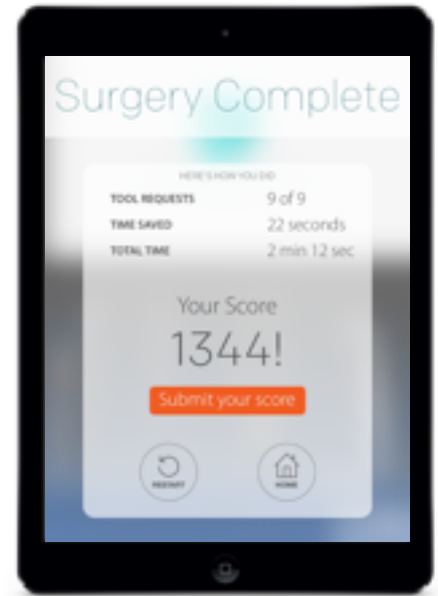 Surgery Complete
HERE'S HOW YOU DID
TOOL REQUESTS 9 of 9
TIME SAVED 22 seconds
TOTAL TIME 2 min 12 sec
Your Score
1344!
Submit your score
RESTART HOME